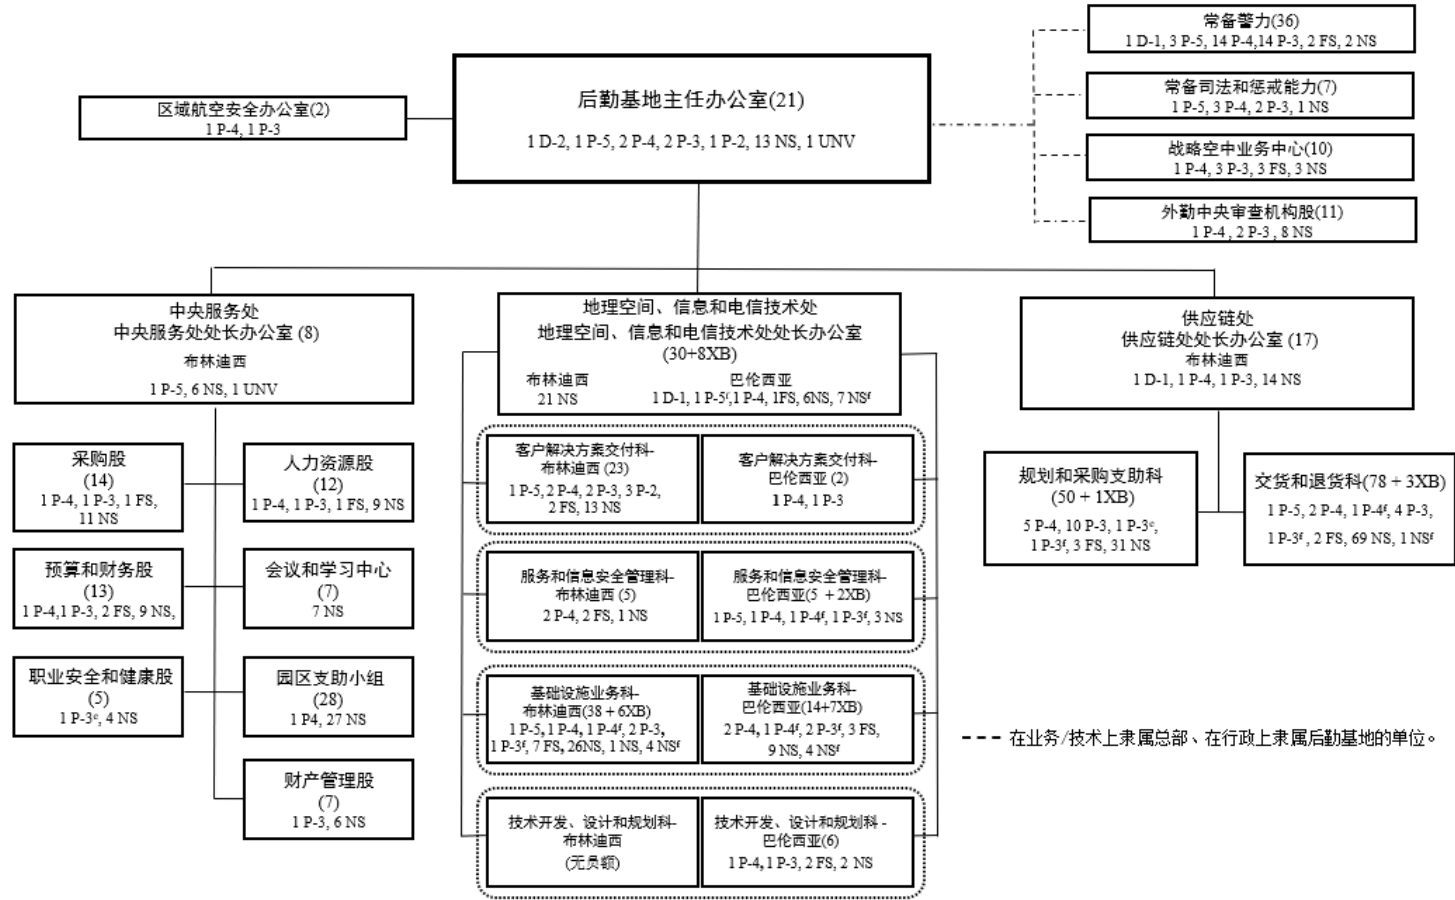 常备警力(36)
1 D-1, 3 P-5, 14 P-4,14 P-3, 2 FS, 2 NS
后勤基地主任办公室(21)
1 D-2, 1 P-5, 2 P-4, 2 P-3, 1 P-2, 13 NS, 1 UNV
区域航空安全办公室(2)
1 P-4, 1 P-3
常备司法和惩戒能力(7)
1 P-5, 3 P-4, 2 P-3, 1 NS
战略空中业务中心(10)
1 P-4, 3 P-3, 3 FS, 3 NS
外勤中央审查机构股(11)
1 P-4 , 2 P-3 , 8 NS
中央服务处
中央服务处处长办公室 (8)
布林迪西
1 P-5, 6 NS, 1 UNV
地理空间、信息和电信技术处
地理空间、信息和电信技术处处长办公室
(30+8XB)
布林迪西
21 NS
巴伦西亚
1 D-1, 1 P-5ᶠ,1 P-4, 1FS, 6NS, 7 NSᶠ
供应链处
供应链处处长办公室 (17)
布林迪西
1 D-1, 1 P-4, 1 P-3, 14 NS
采购股
(14)
1 P-4, 1 P-3, 1 FS,
11 NS
人力资源股
(12)
1 P-4, 1 P-3, 1 FS, 9 NS
预算和财务股
(13)
1 P-4,1 P-3, 2 FS, 9 NS,
会议和学习中心
(7)
7 NS
职业安全和健康股
(5)
1 P-3ᵉ, 4 NS
园区支助小组
(28)
1 P4, 27 NS
财产管理股
(7)
1 P-3, 6 NS
客户解决方案交付科-
布林迪西 (23)
1 P-5, 2 P-4, 2 P-3, 3 P-2,
2 FS, 13 NS
客户解决方案交付科-
巴伦西亚 (2)
1 P-4, 1 P-3
服务和信息安全管理科-
布林迪西 (5)
2 P-4, 2 FS, 1 NS
服务和信息安全管理科-
巴伦西亚(5 +2XB)
1 P-5, 1 P-4, 1 P-4ᶠ, 1 P-3ᶠ, 3 NS
基础设施业务科-
布林迪西(38 + 6XB)
1 P-5, 1 P-4, 1 P-4ᶠ, 2 P-3,
1 P-3ᶠ, 7 FS, 26NS, 1 NS, 4 NSᶠ
基础设施业务科-
巴伦西亚(14+7XB)
2 P-4, 1 P-4ᶠ, 2 P-3ᶠ, 3 FS,
9 NS, 4 NSᶠ
技术开发、设计和规划科-
布林迪西
(无员额)
技术开发、设计和规划科 -
巴伦西亚(6)
1 P-4, 1 P-3, 2 FS, 2 NS
规划和采购支助科
(50 + 1XB)
5 P-4, 10 P-3, 1 P-3ᵉ,
1 P-3ᶠ, 3 FS, 31 NS
交货和退货科(78 + 3XB)
1 P-5, 2 P-4, 1 P-4ᶠ, 4 P-3,
1 P-3ᶠ , 2 FS, 69 NS, 1 NSᶠ
在业务/技术上隶属总部、在行政上隶属后勤基地的单位。